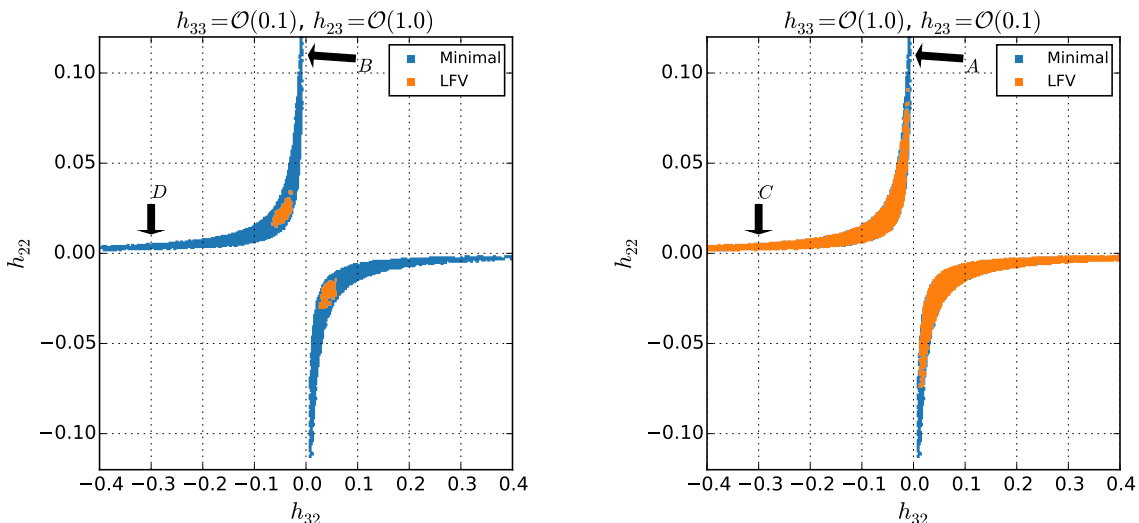 h₃₃=𝒪(0.1), h₂₃=𝒪(1.0)
Minimal
LFV
B
D
0.10
0.05
0.00
−0.05
−0.10
h₂₂
−0.4 −0.3 −0.2 −0.1 0.0 0.1 0.2 0.3 0.4
h₃₂
h₃₃=𝒪(1.0), h₂₃=𝒪(0.1)
Minimal
LFV
A
C
0.10
0.05
0.00
−0.05
−0.10
h₂₂
−0.4 −0.3 −0.2 −0.1 0.0 0.1 0.2 0.3 0.4
h₃₂